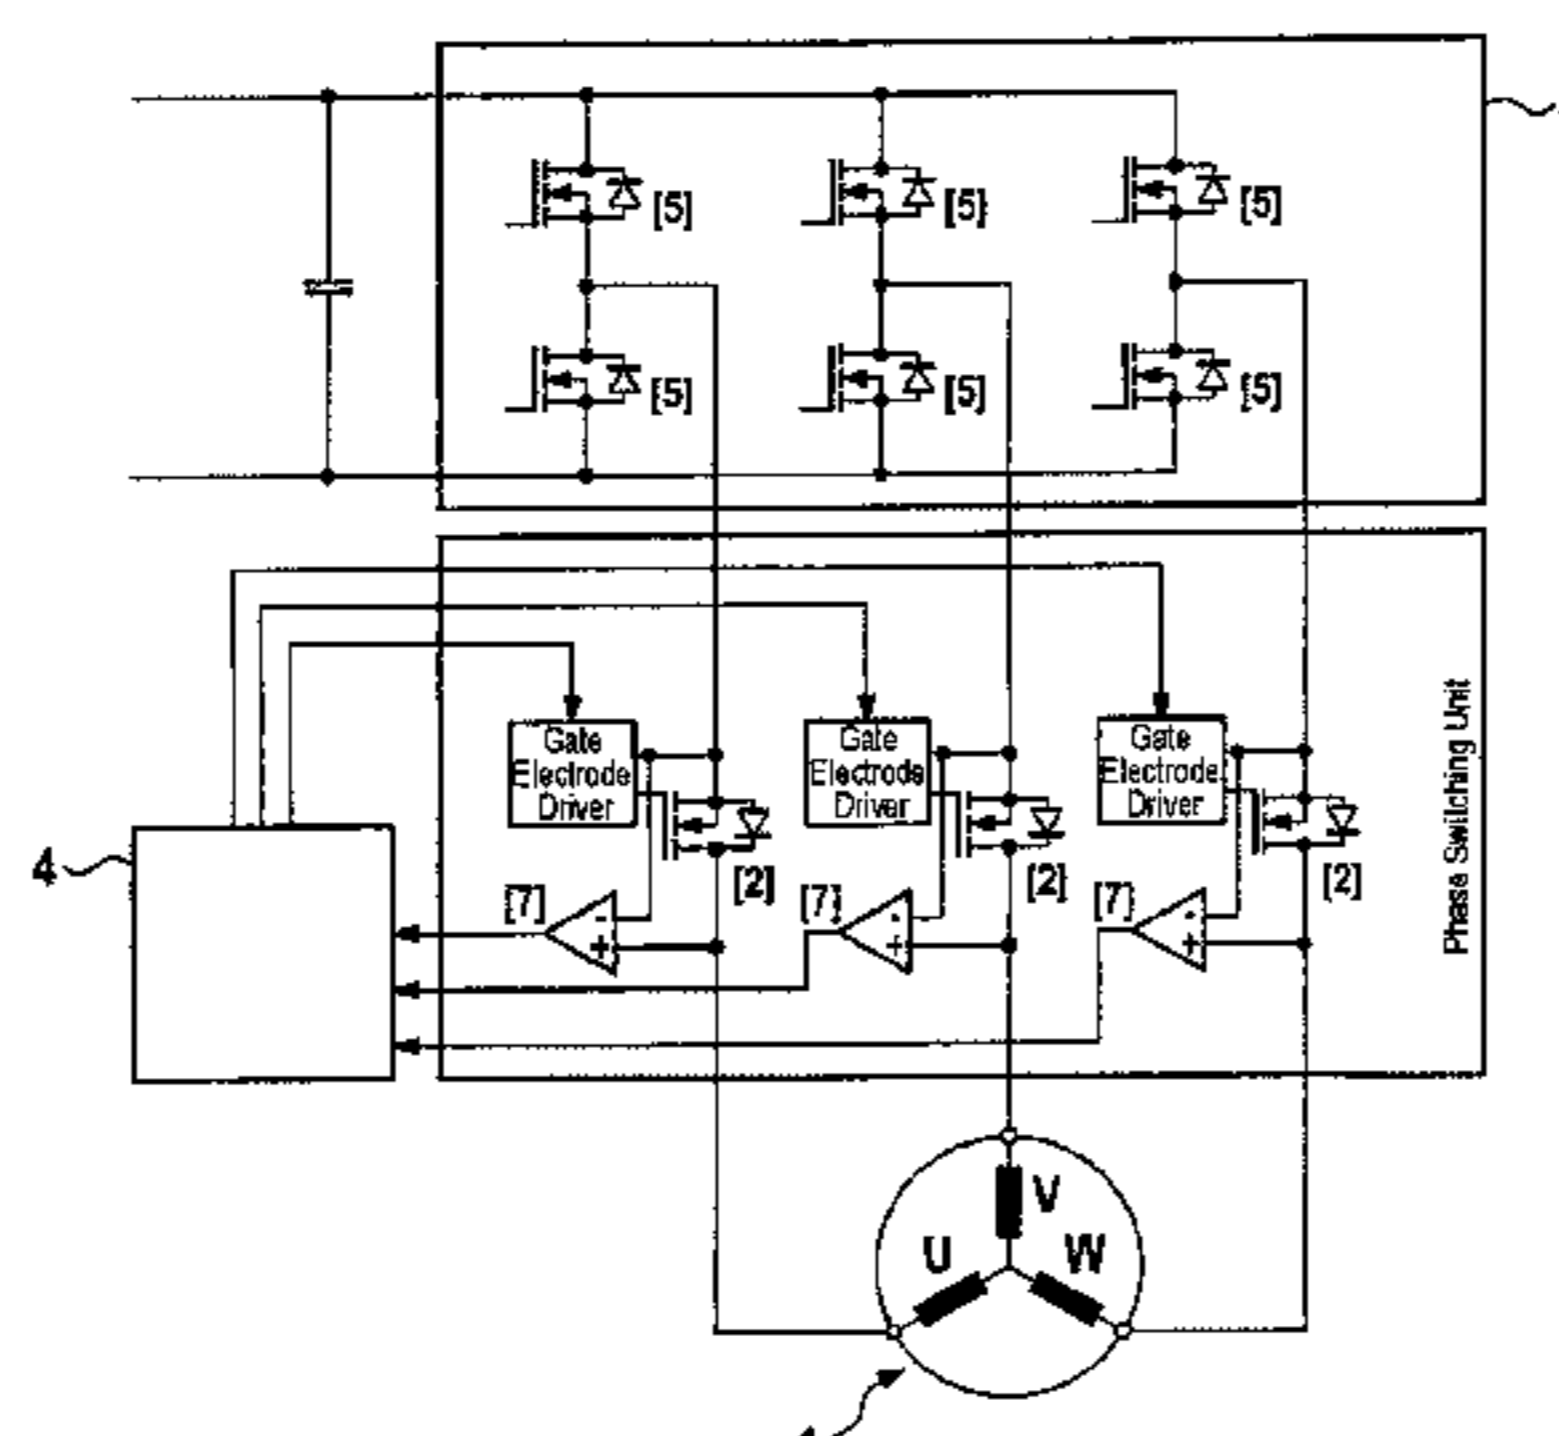 [5] [5] [5]
[5] [5] [5]
Gate
Electrode
Driver
Gate
Electrode
Driver
Gate
Electrode
Driver
Phase Switching Unit
4
[2] [2] [2]
[7] [7] [7]
- - -
+ + +
V
U W